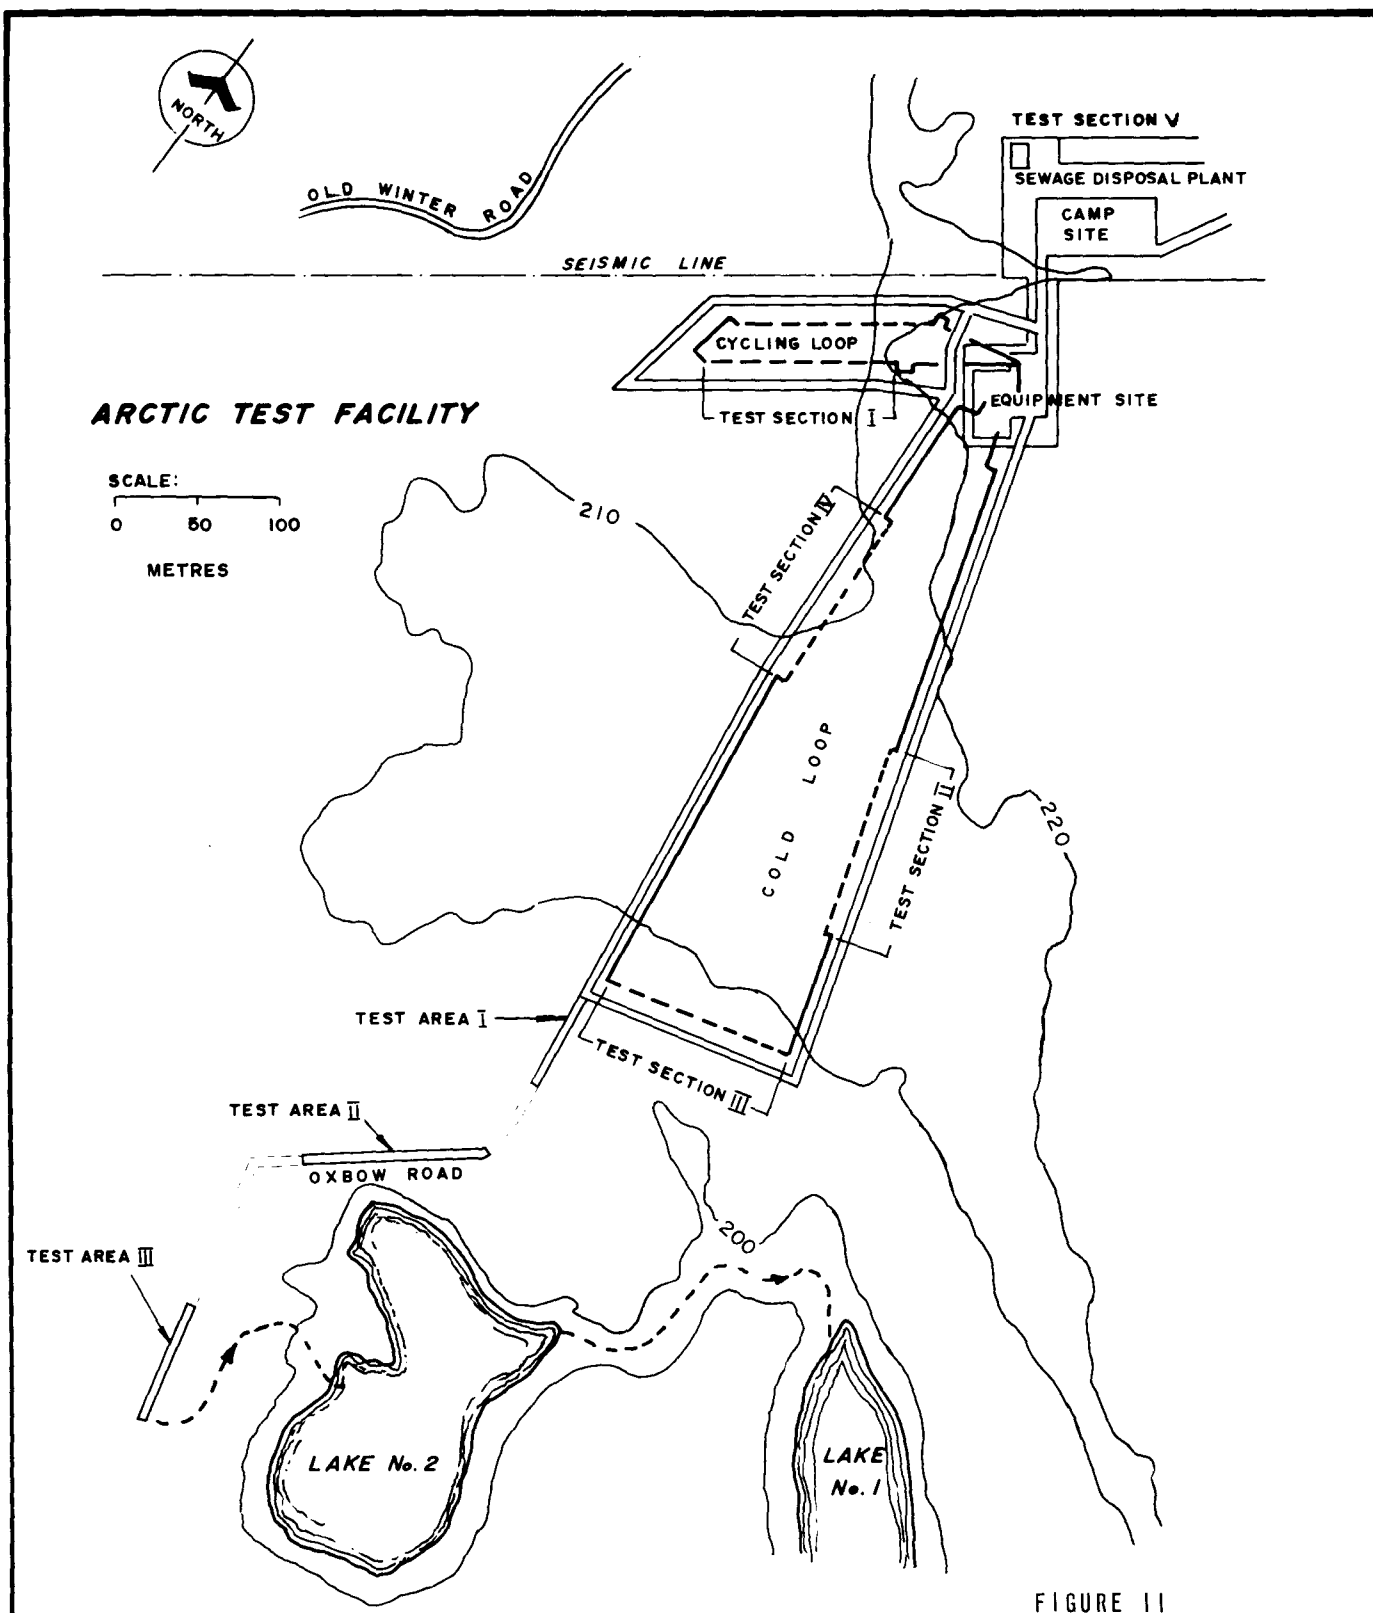 NORTH
OLD WINTER ROAD
TEST SECTION V
SEWAGE DISPOSAL PLANT
CAMP
SITE
SEISMIC LINE
CYCLING LOOP
TEST SECTION I
EQUIPMENT SITE
ARCTIC TEST FACILITY
SCALE:
0 50 100
METRES
210
TEST SECTION IV
COLD LOOP
TEST SECTION II
220
TEST AREA I
TEST SECTION III
TEST AREA II
OXBOW ROAD
200
TEST AREA III
LAKE No. 2
LAKE
No. 1
FIGURE 11